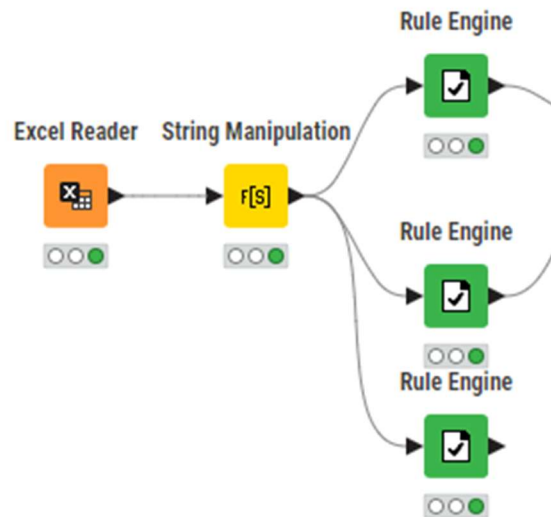 Rule Engine
Excel Reader
String Manipulation
X
F[S]
Rule Engine
Rule Engine